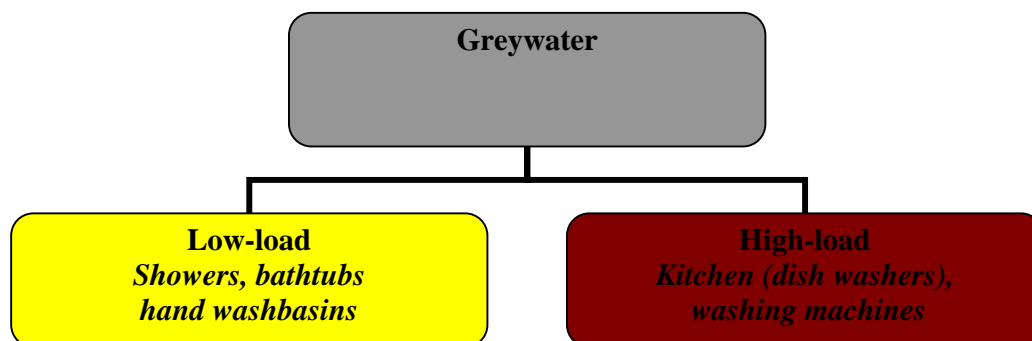 Greywater
Low-load
Showers, bathtubs
hand washbasins
High-load
Kitchen (dish washers),
washing machines